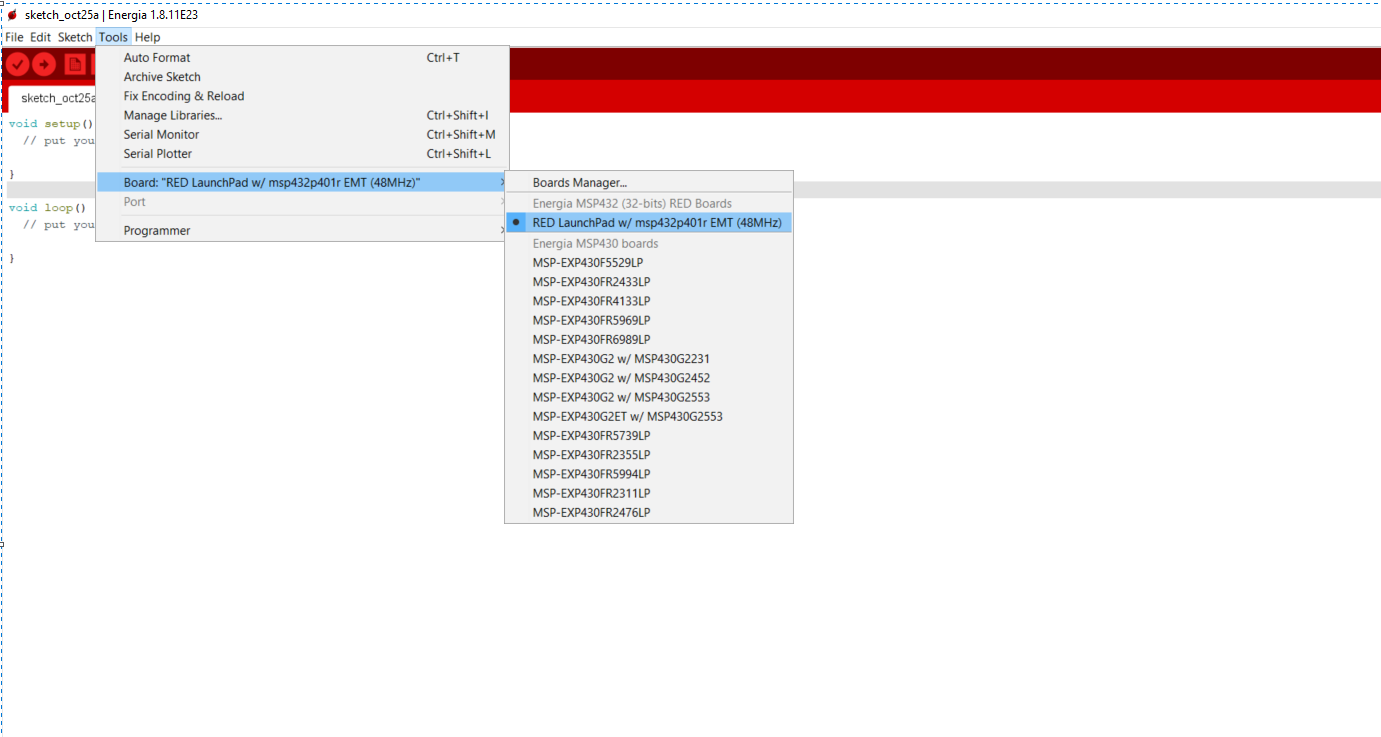 sketch_oct25a | Energia 1.8.11E23
File Edit Sketch Tools Help
Auto Format Ctrl+T
Archive Sketch
Fix Encoding & Reload
Manage Libraries... Ctrl+Shift+I
Serial Monitor Ctrl+Shift+M
Serial Plotter Ctrl+Shift+L
Board: "RED LaunchPad w/ msp432p401r EMT (48MHz)"
Port
Programmer
sketch_oct25a
void setup()
// put you
}
void loop()
// put you
}
Boards Manager...
Energia MSP432 (32-bits) RED Boards
RED LaunchPad w/ msp432p401r EMT (48MHz)
Energia MSP430 boards
MSP-EXP430F5529LP
MSP-EXP430FR2433LP
MSP-EXP430FR4133LP
MSP-EXP430FR5969LP
MSP-EXP430FR6989LP
MSP-EXP430G2 w/ MSP430G2231
MSP-EXP430G2 w/ MSP430G2452
MSP-EXP430G2 w/ MSP430G2553
MSP-EXP430G2ET w/ MSP430G2553
MSP-EXP430FR5739LP
MSP-EXP430FR2355LP
MSP-EXP430FR5994LP
MSP-EXP430FR2311LP
MSP-EXP430FR2476LP